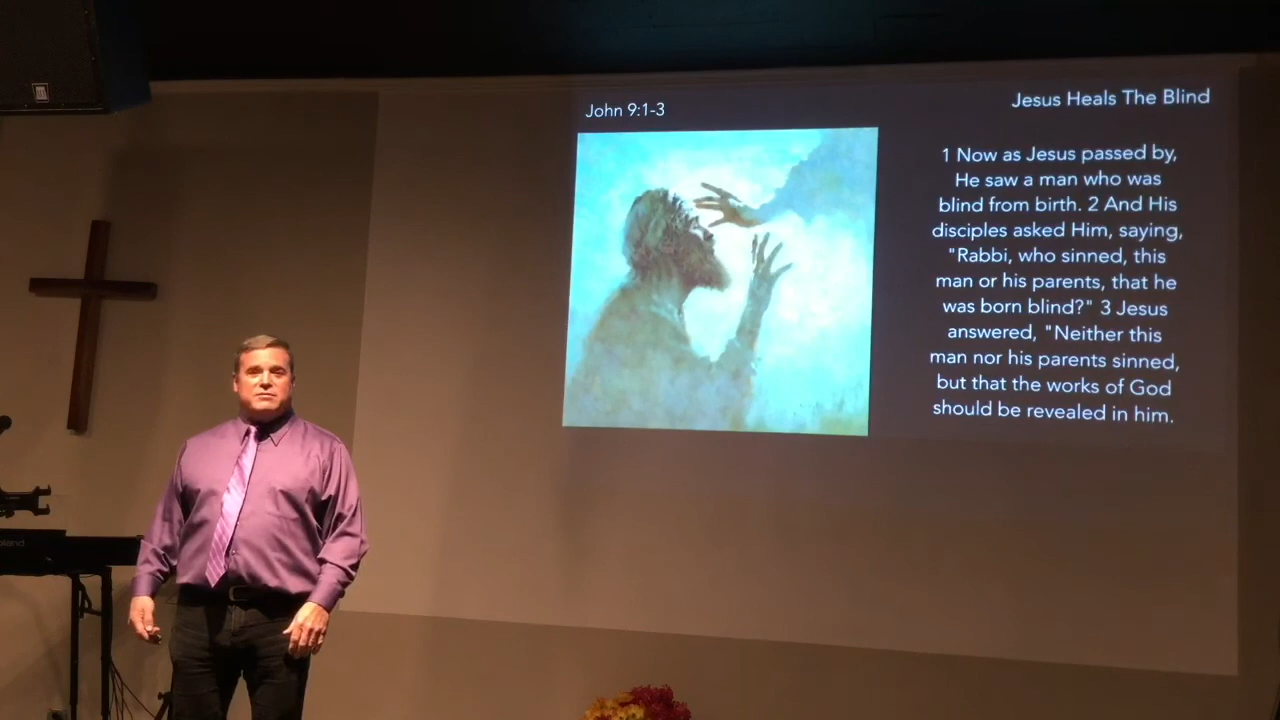 John 9:1-3
Jesus Heals The Blind
1 Now as Jesus passed by,
He saw a man who was
blind from birth. 2 And His
disciples asked Him, saying,
"Rabbi, who sinned, this
man or his parents, that he
was born blind?" 3 Jesus
answered, "Neither this
man nor his parents sinned,
but that the works of God
should be revealed in him.